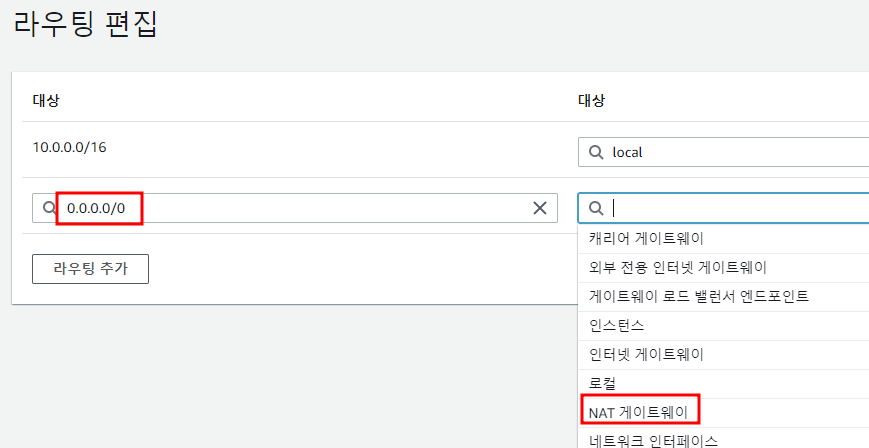 라우팅 편집
대상 대상
10.0.0.0/16 local
0.0.0.0/0
캐리어 게이트웨이
외부 전용 인터넷 게이트웨이
라우팅 추가
게이트웨이 로드 밸런서 엔드포인트
인스턴스
인터넷 게이트웨이
로컬
NAT 게이트웨이
네트워크 인터페이스